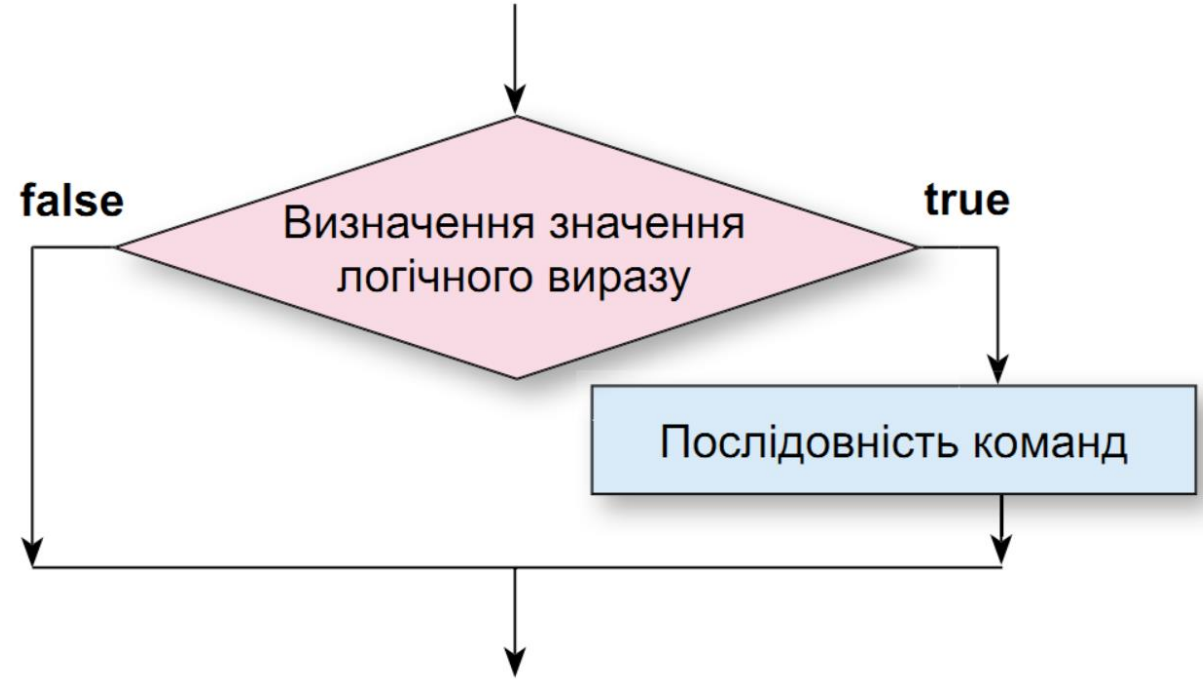 false
true
Визначення значення
логічного виразу
Послідовність команд